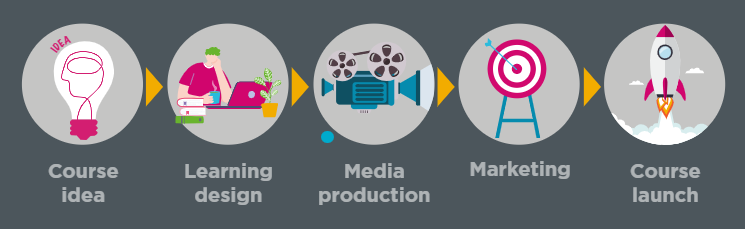 IDEA
Course
idea
Learning
design
Media
production
Marketing
Course
launch